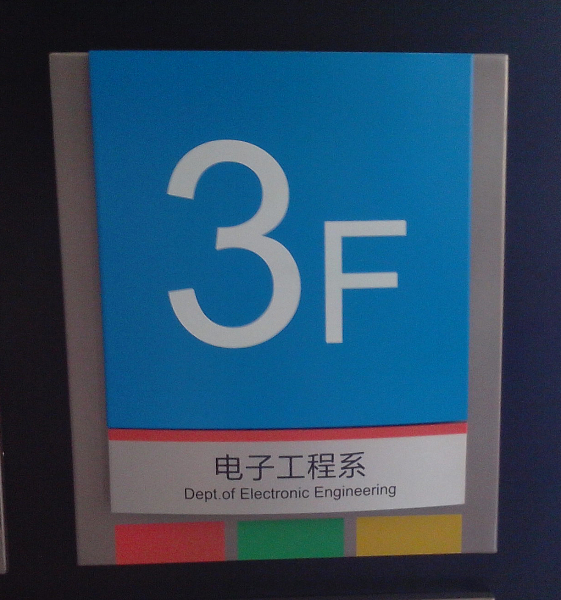 3F
电子工程系
Dept.of Electronic Engineering